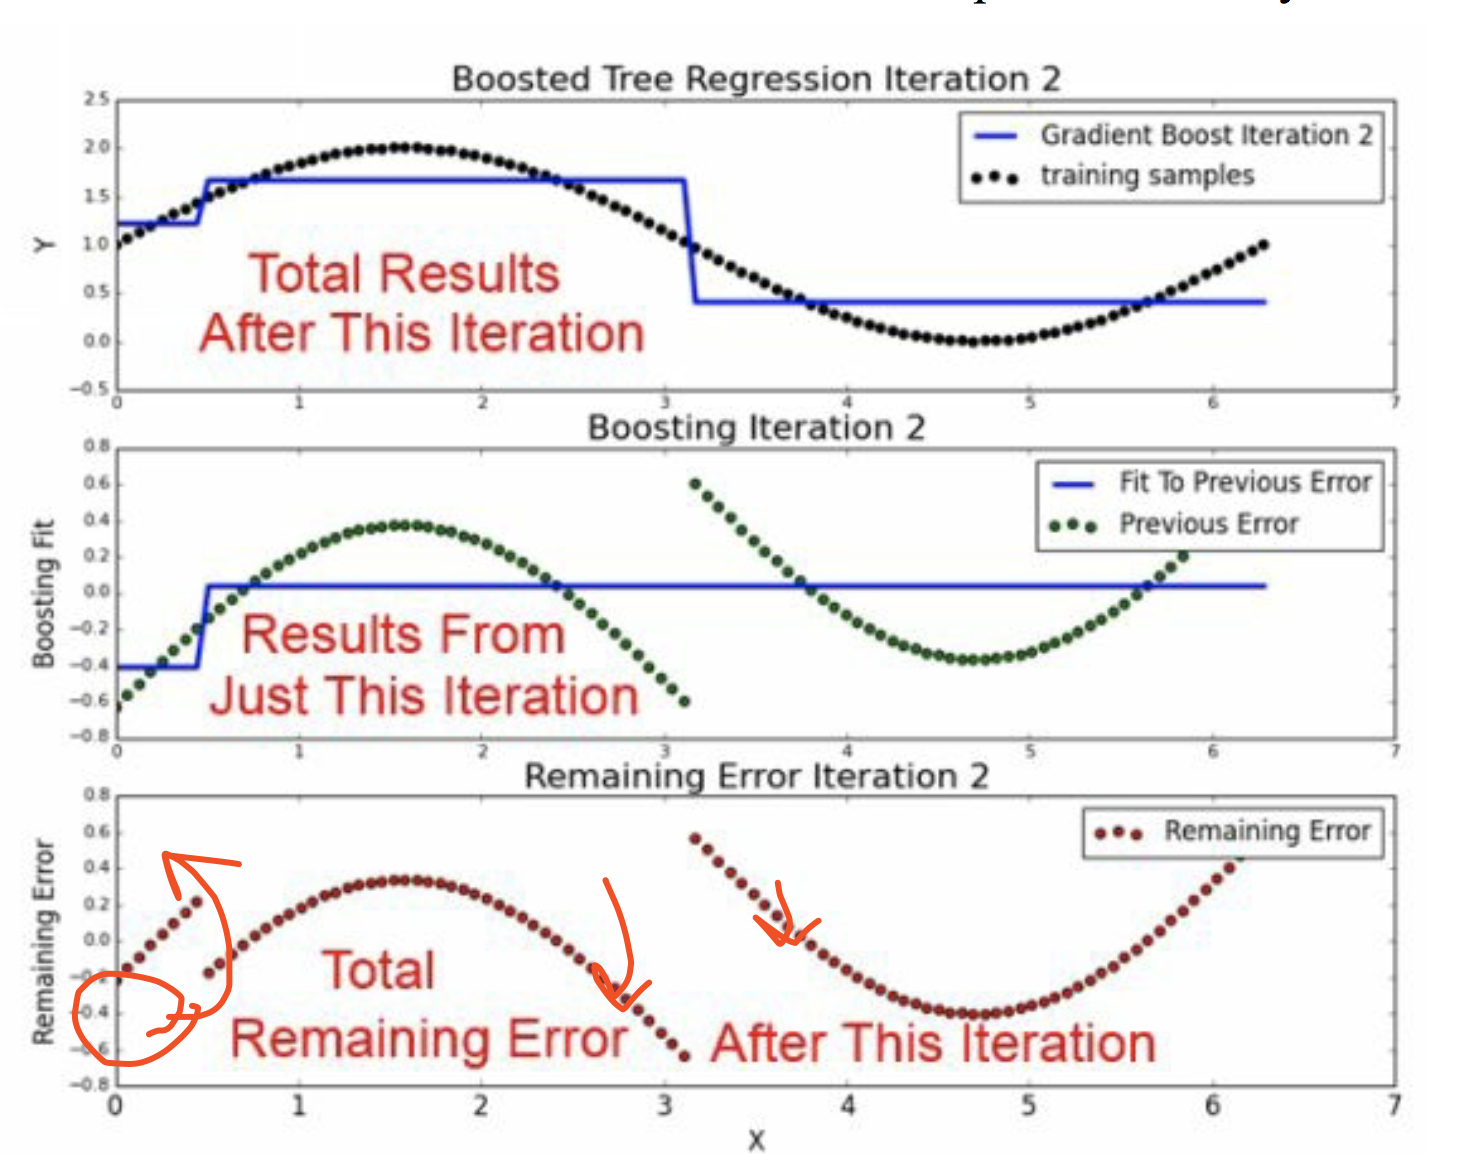 Boosted Tree Regression Iteration 2
2.5
2.0
1.5
1.0
0.5
0.0
−0.5
Y
Gradient Boost Iteration 2
training samples
Total Results
After This Iteration
0 1 2 3 4 5 6 7
Boosting Iteration 2
0.8
0.6
0.4
0.2
0.0
−0.2
−0.4
−0.6
−0.8
Boosting Fit
Fit To Previous Error
Previous Error
Results From
Just This Iteration
0 1 2 3 4 5 6 7
Remaining Error Iteration 2
0.8
0.6
0.4
0.2
0.0
−0.4
−0.8
Remaining Error
Remaining Error
Total
Remaining Error After This Iteration
0 1 2 3 4 5 6 7
X